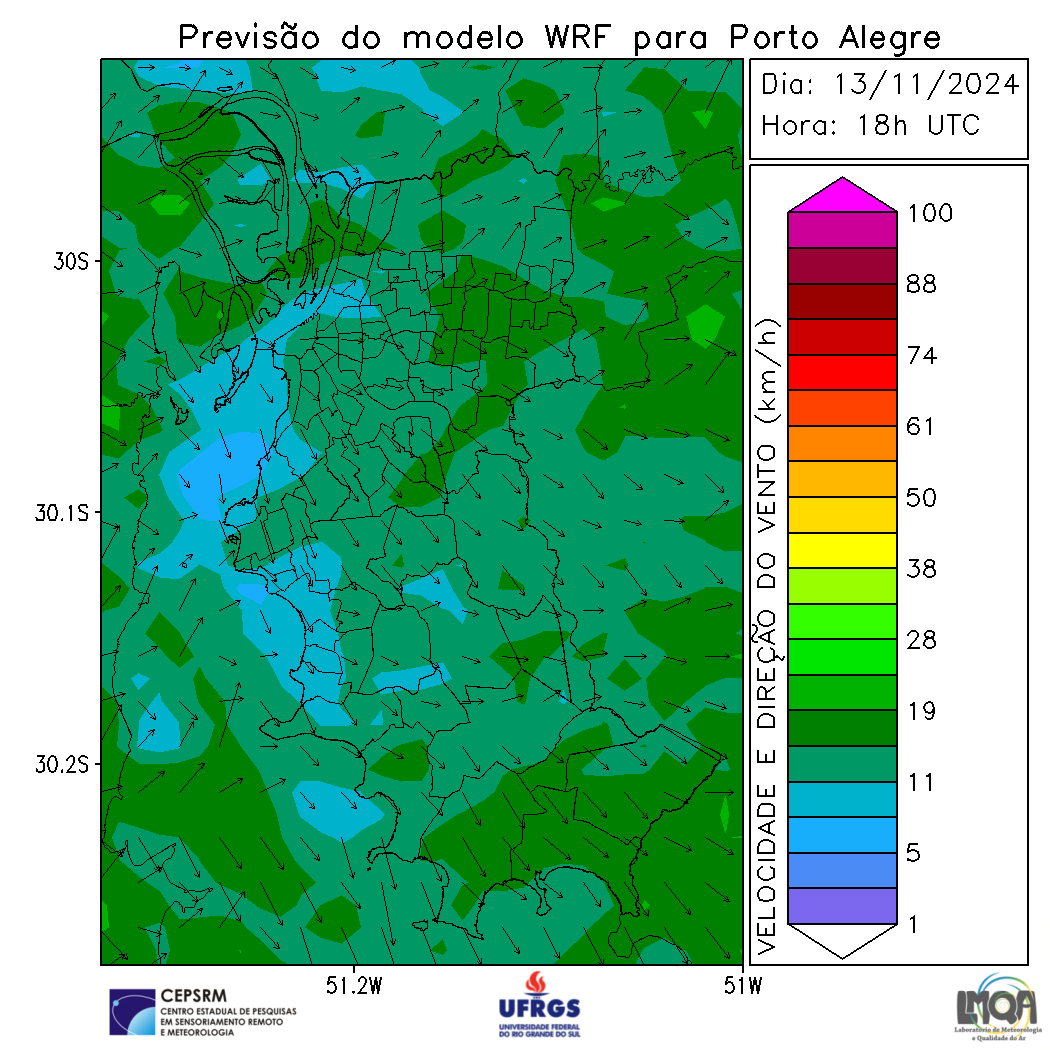 Previsão do modelo WRF para Porto Alegre
Dia: 13/11/2024
Hora: 18h UTC
100
88
74
61
50
38
28
19
11
5
1
VELOCIDADE E DIREÇÃO DO VENTO (km/h)
30S
30.1S
30.2S
51.2W
51W
CEPSRM
CENTRO ESTADUAL DE PESQUISAS
EM SENSORIAMENTO REMOTO
E METEOROLOGIA
UFRGS
UNIVERSIDADE FEDERAL
DO RIO GRANDE DO SUL
LMQA
Laboratório de Meteorologia
e Qualidade do Ar